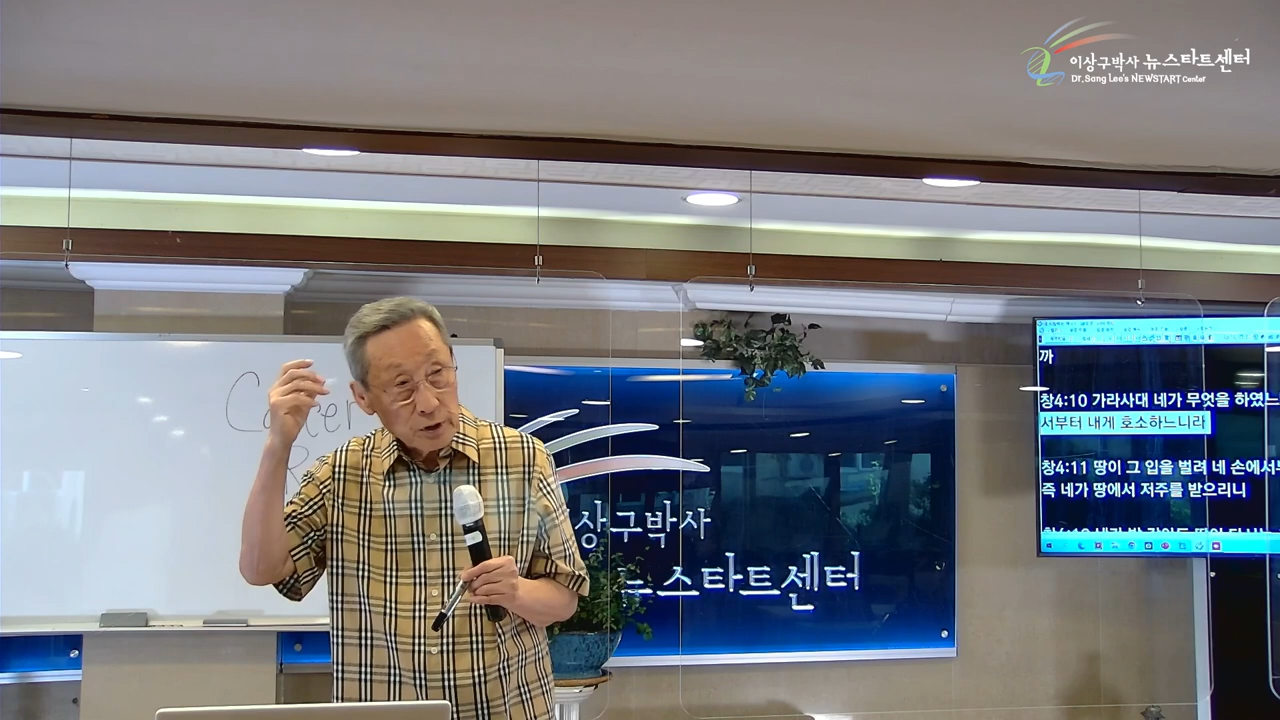 이상구박사 뉴스타트센터
Dr. Sang Lee's NEWSTART Center
까
창4:10 가라사대 네가 무엇을 하였느
서부터 내게 호소하느니라
창4:11 땅이 그 입을 벌려 네 손에서부
즉 네가 땅에서 저주를 받으리니
상구박사
뉴스타트센터